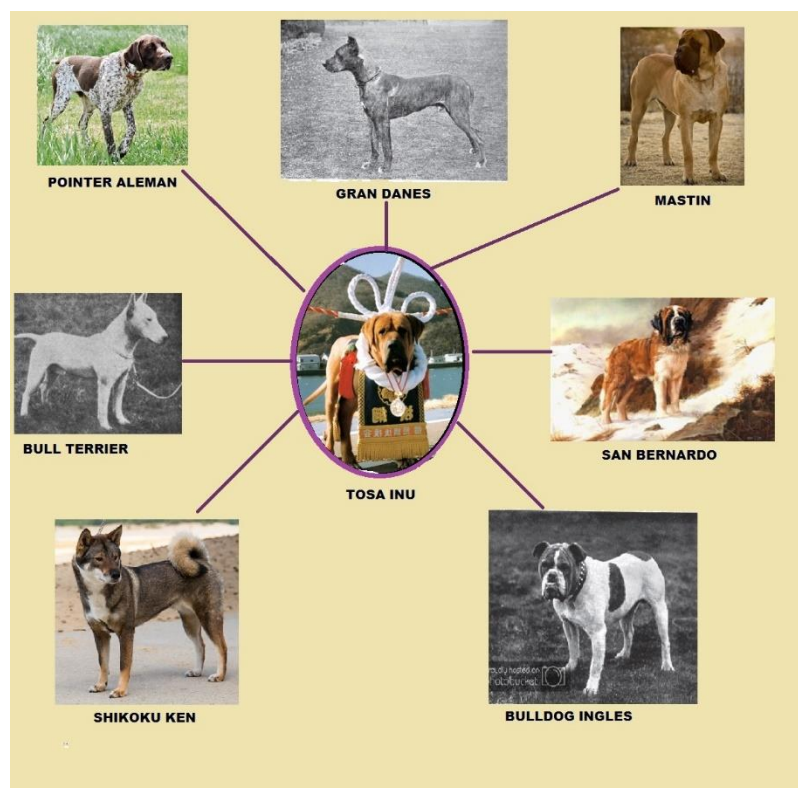 POINTER ALEMAN
GRAN DANES
MASTIN
BULL TERRIER
SAN BERNARDO
TOSA INU
SHIKOKU KEN
BULLDOG INGLES